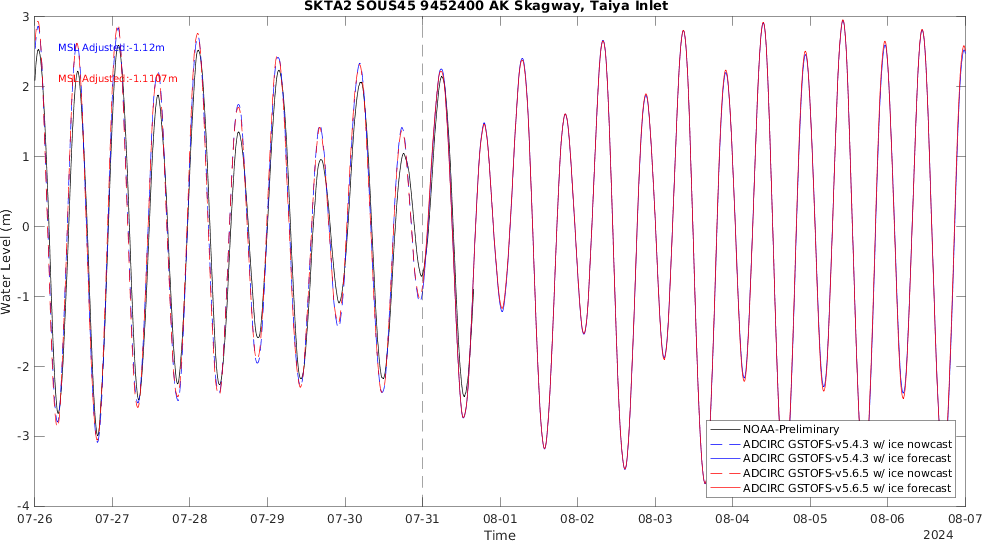 SKTA2 SOUS45 9452400 AK Skagway, Taiya Inlet
3
2
1
0
-1
-2
-3
-4
Water Level (m)
MSL Adjusted:-1.12m
MSL Adjusted:-1.1107m
NOAA-Preliminary
ADCIRC GSTOFS-v5.4.3 w/ ice nowcast
ADCIRC GSTOFS-v5.4.3 w/ ice forecast
ADCIRC GSTOFS-v5.6.5 w/ ice nowcast
ADCIRC GSTOFS-v5.6.5 w/ ice forecast
07-26 07-27 07-28 07-29 07-30 07-31 08-01 08-02 08-03 08-04 08-05 08-06 08-07
Time
2024